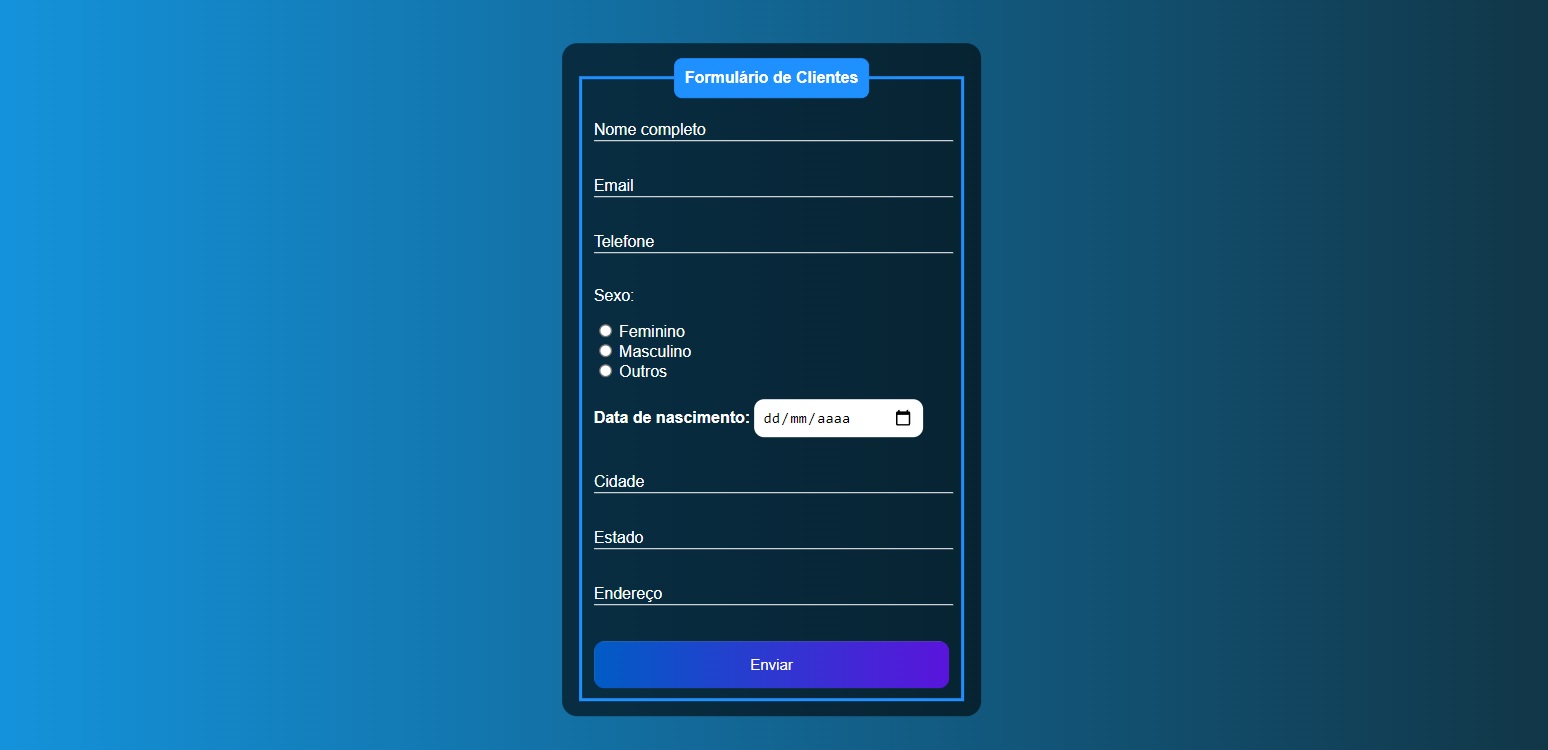 Formulário de Clientes
Nome completo
Email
Telefone
Sexo:
Feminino
Masculino
Outros
Data de nascimento: dd/mm/aaaa
Cidade
Estado
Endereço
Enviar